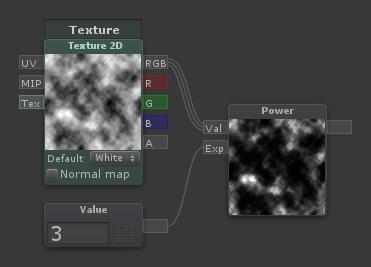 Texture
Texture 2D
UV RGB
MIP R
Tex G
B
A
Default White
Normal map
Power
Val
Exp
Value
3